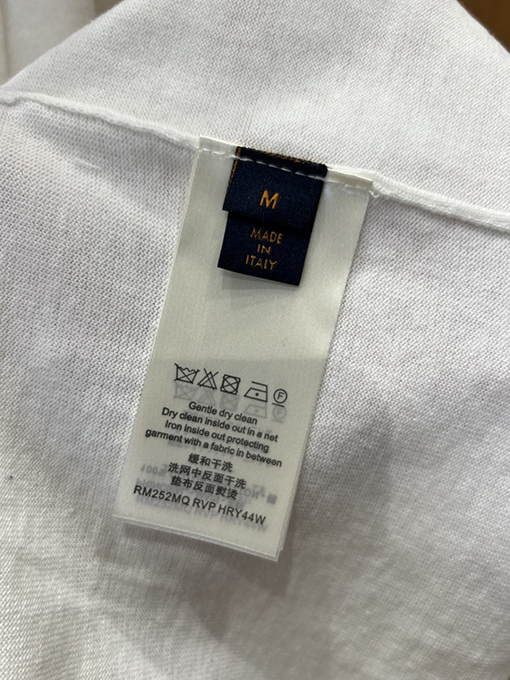 M
MADE
IN
ITALY
Gentle dry clean
Dry clean inside out in a net
Iron inside out protecting
garment with a fabric in between
缓和干洗
洗网中反面干洗
垫布反面熨烫
RM252MQ RVP HRY44W